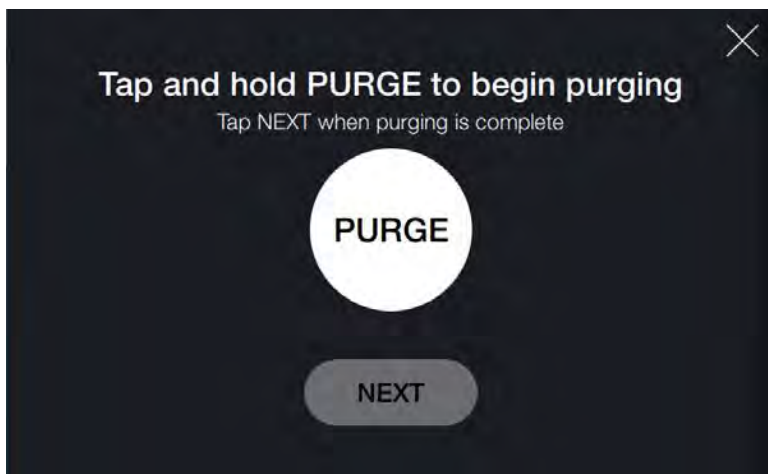 Tap and hold PURGE to begin purging
Tap NEXT when purging is complete
PURGE
NEXT